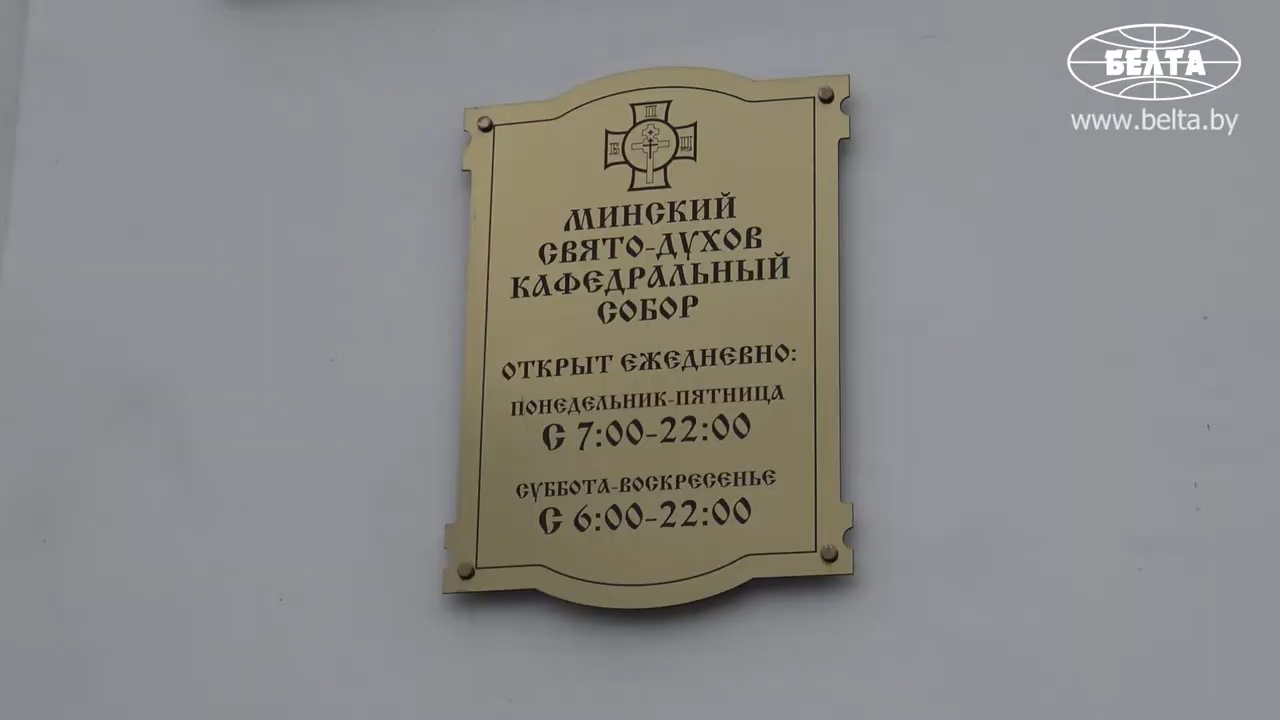 БЕЛТА
www.belta.by
МИНСКИЙ
СВЯТО-ДУХОВ
КАФЕДРАЛЬНЫЙ
СОБОР
ОТКРЫТ ЕЖЕДНЕВНО:
ПОНЕДЕЛЬНИК-ПЯТНИЦА
С 7:00-22:00
СУББОТА-ВОСКРЕСЕНЬЕ
С 6:00-22:00